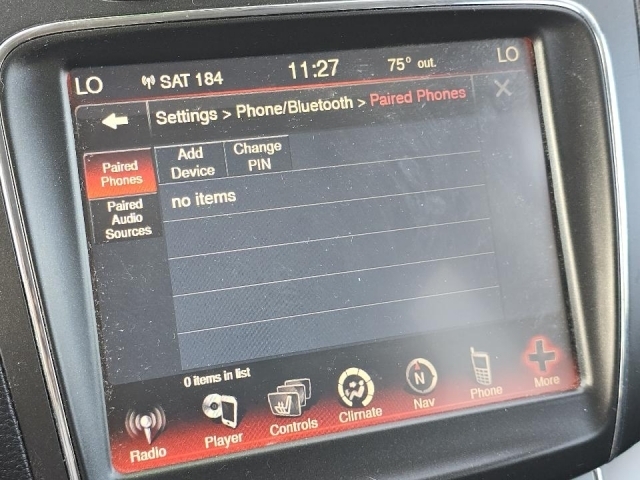 LO SAT 184 11:27 75° out. LO
Settings > Phone/Bluetooth > Paired Phones
Paired
Phones
Add
Device
Change
PIN
Paired
Audio
Sources
no items
0 items in list
Radio Player Controls Climate N Nav Phone More